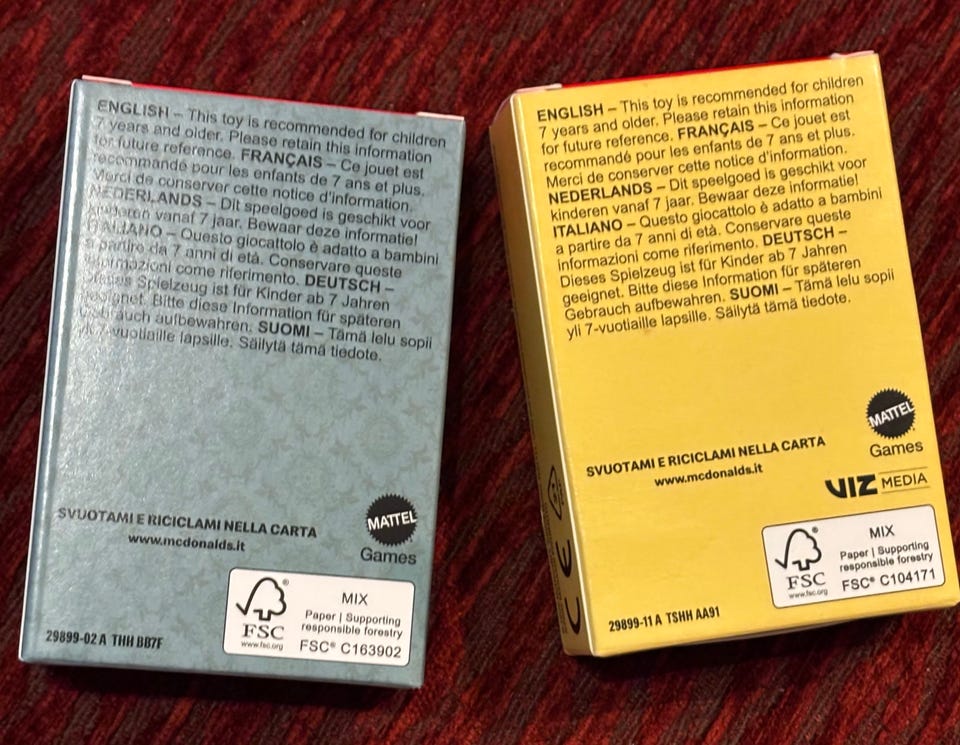 ENGLISH – This toy is recommended for children
7 years and older. Please retain this information
for future reference. FRANÇAIS – Ce jouet est
recommandé pour les enfants de 7 ans et plus.
Merci de conserver cette notice d'information.
NEDERLANDS – Dit speelgoed is geschikt voor
kinderen vanaf 7 jaar. Bewaar deze informatie!
ITALIANO – Questo giocattolo è adatto a bambini
a partire da 7 anni di età. Conservare queste
informazioni come riferimento. DEUTSCH –
Dieses Spielzeug ist für Kinder ab 7 Jahren
geeignet. Bitte diese Information für späteren
Gebrauch aufbewahren. SUOMI – Tämä lelu sopii
yli 7-vuotiaille lapsille. Säilytä tämä tiedote.
SVUOTAMI E RICICLAMI NELLA CARTA
www.mcdonalds.it
MATTEL
Games
FSC
www.fsc.org
MIX
Paper | Supporting
responsible forestry
FSC® C163902
29899-02 A THH BB7F
ENGLISH – This toy is recommended for children
7 years and older. Please retain this information
for future reference. FRANÇAIS – Ce jouet est
recommandé pour les enfants de 7 ans et plus.
Merci de conserver cette notice d'information.
NEDERLANDS – Dit speelgoed is geschikt voor
kinderen vanaf 7 jaar. Bewaar deze informatie!
ITALIANO – Questo giocattolo è adatto a bambini
a partire da 7 anni di età. Conservare queste
informazioni come riferimento. DEUTSCH –
Dieses Spielzeug ist für Kinder ab 7 Jahren
geeignet. Bitte diese Information für späteren
Gebrauch aufbewahren. SUOMI – Tämä lelu sopii
yli 7-vuotiaille lapsille. Säilytä tämä tiedote.
SVUOTAMI E RICICLAMI NELLA CARTA
www.mcdonalds.it
MATTEL
Games
VIZ MEDIA
FSC
www.fsc.org
MIX
Paper | Supporting
responsible forestry
FSC® C104171
29899-11 A TSHH AA91
CE